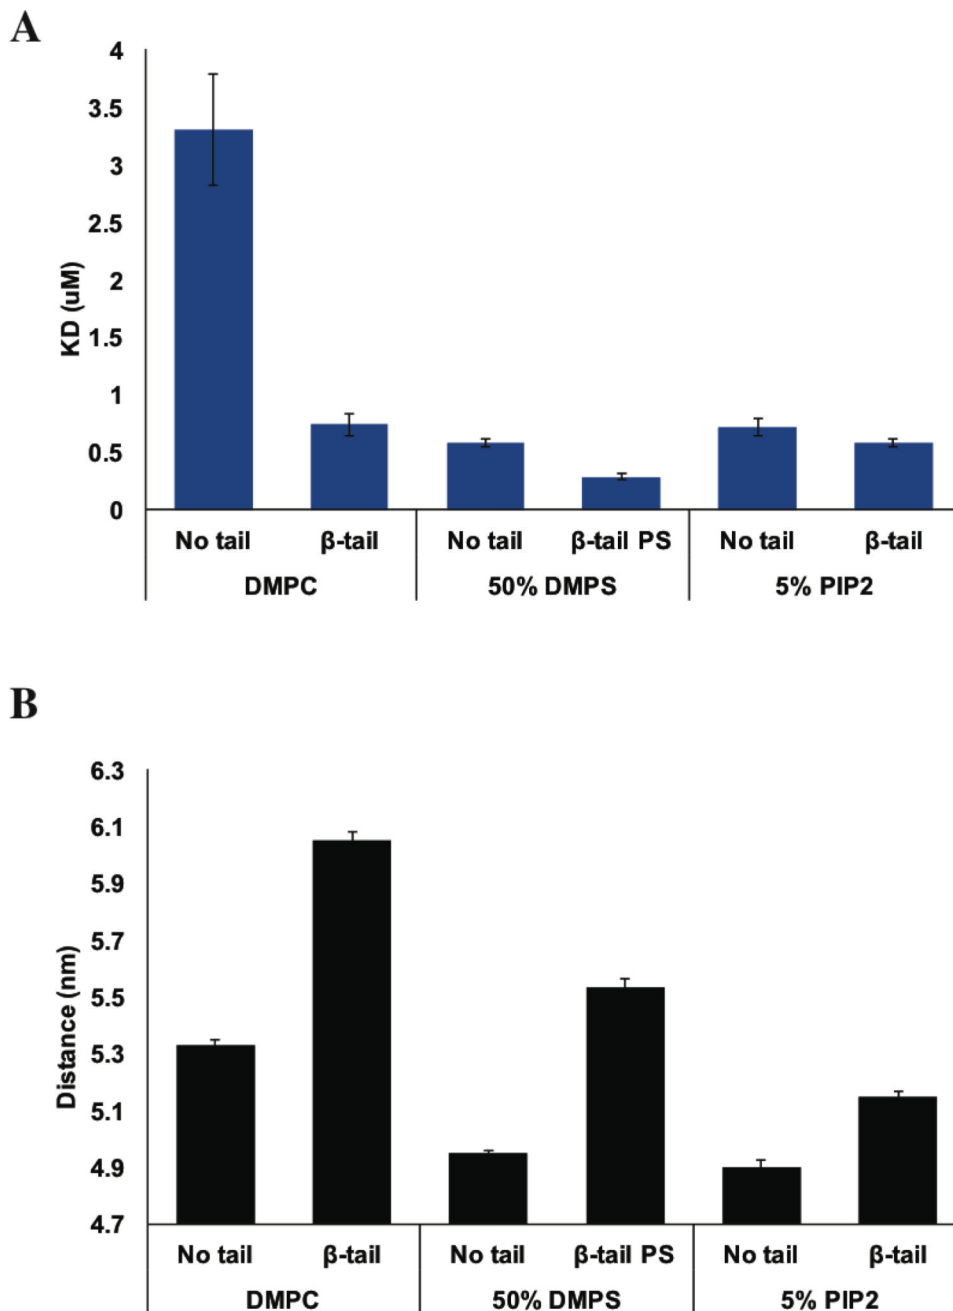 A
4
3.5
3
2.5
2
1.5
1
0.5
0
KD (uM)
No tail β-tail No tail β-tail PS No tail β-tail
DMPC 50% DMPS 5% PIP2
B
6.3
6.1
5.9
5.7
5.5
5.3
5.1
4.9
4.7
Distance (nm)
No tail β-tail No tail β-tail PS No tail β-tail
DMPC 50% DMPS 5% PIP2